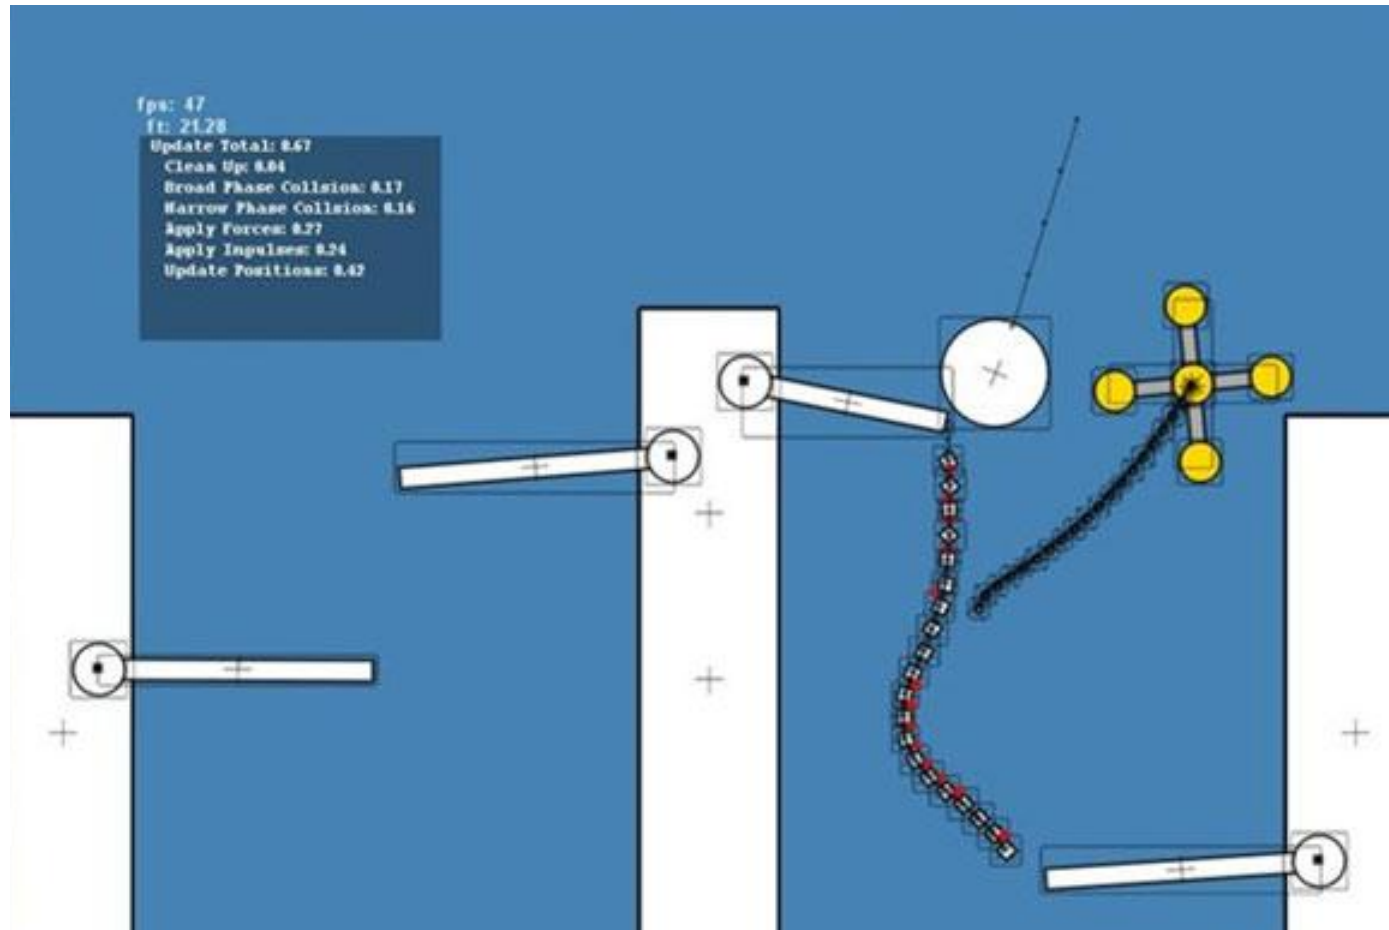 fps: 47
ft: 21.28
Update Total: 0.67
Clean Up: 0.04
Broad Phase Collsion: 0.17
Narrow Phase Collsion: 0.16
Apply Forces: 0.27
Apply Impulses: 0.24
Update Positions: 0.42